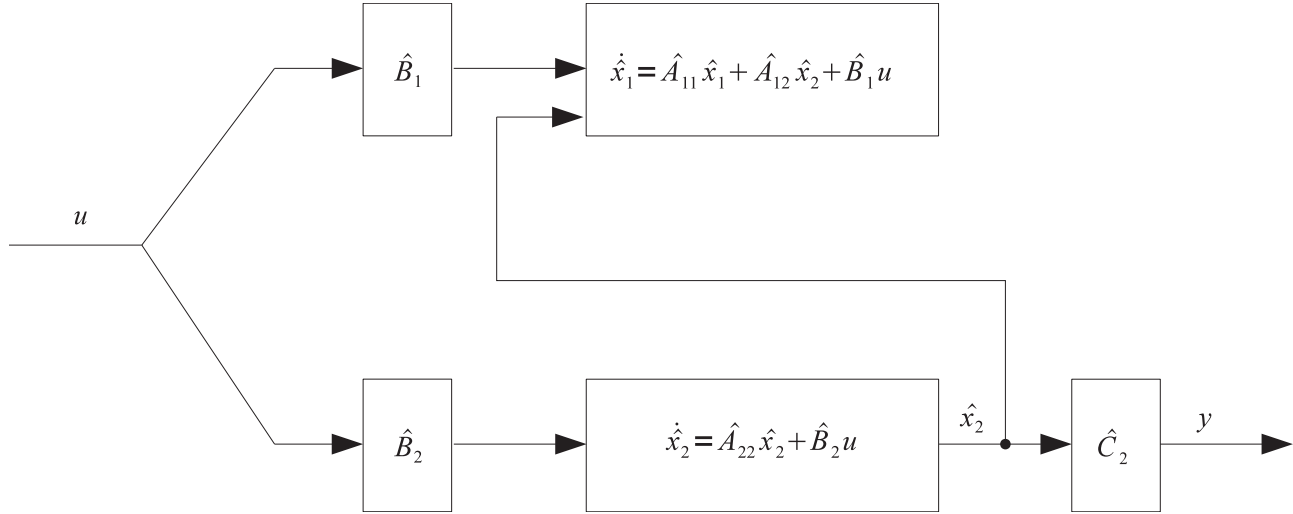 B̂₁
ẋ̂₁ = Â₁₁ x̂₁ + Â₁₂ x̂₂ + B̂₁ u
u
B̂₂
ẋ̂₂ = Â₂₂ x̂₂ + B̂₂ u
x̂₂
Ĉ₂
y